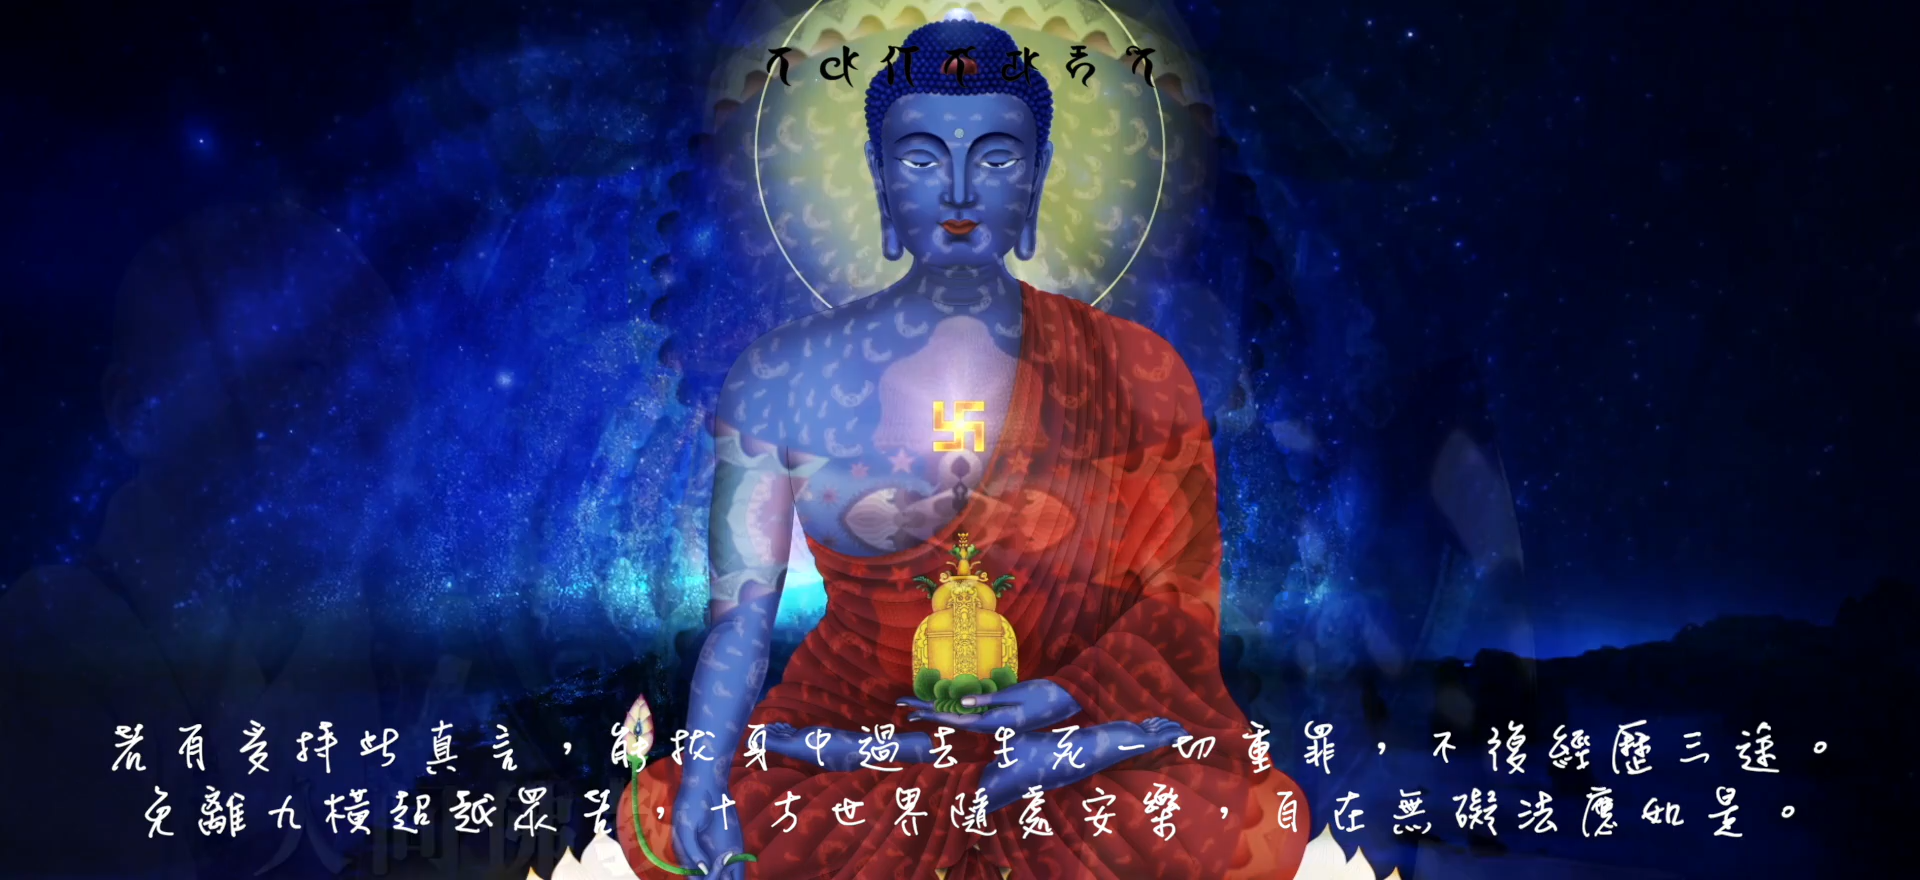 若有受持此真言，能拔身中過去生死一切重罪，不復經歷三途。
免離九橫超越眾苦，十方世界隨處安樂，自在無礙法應如是。